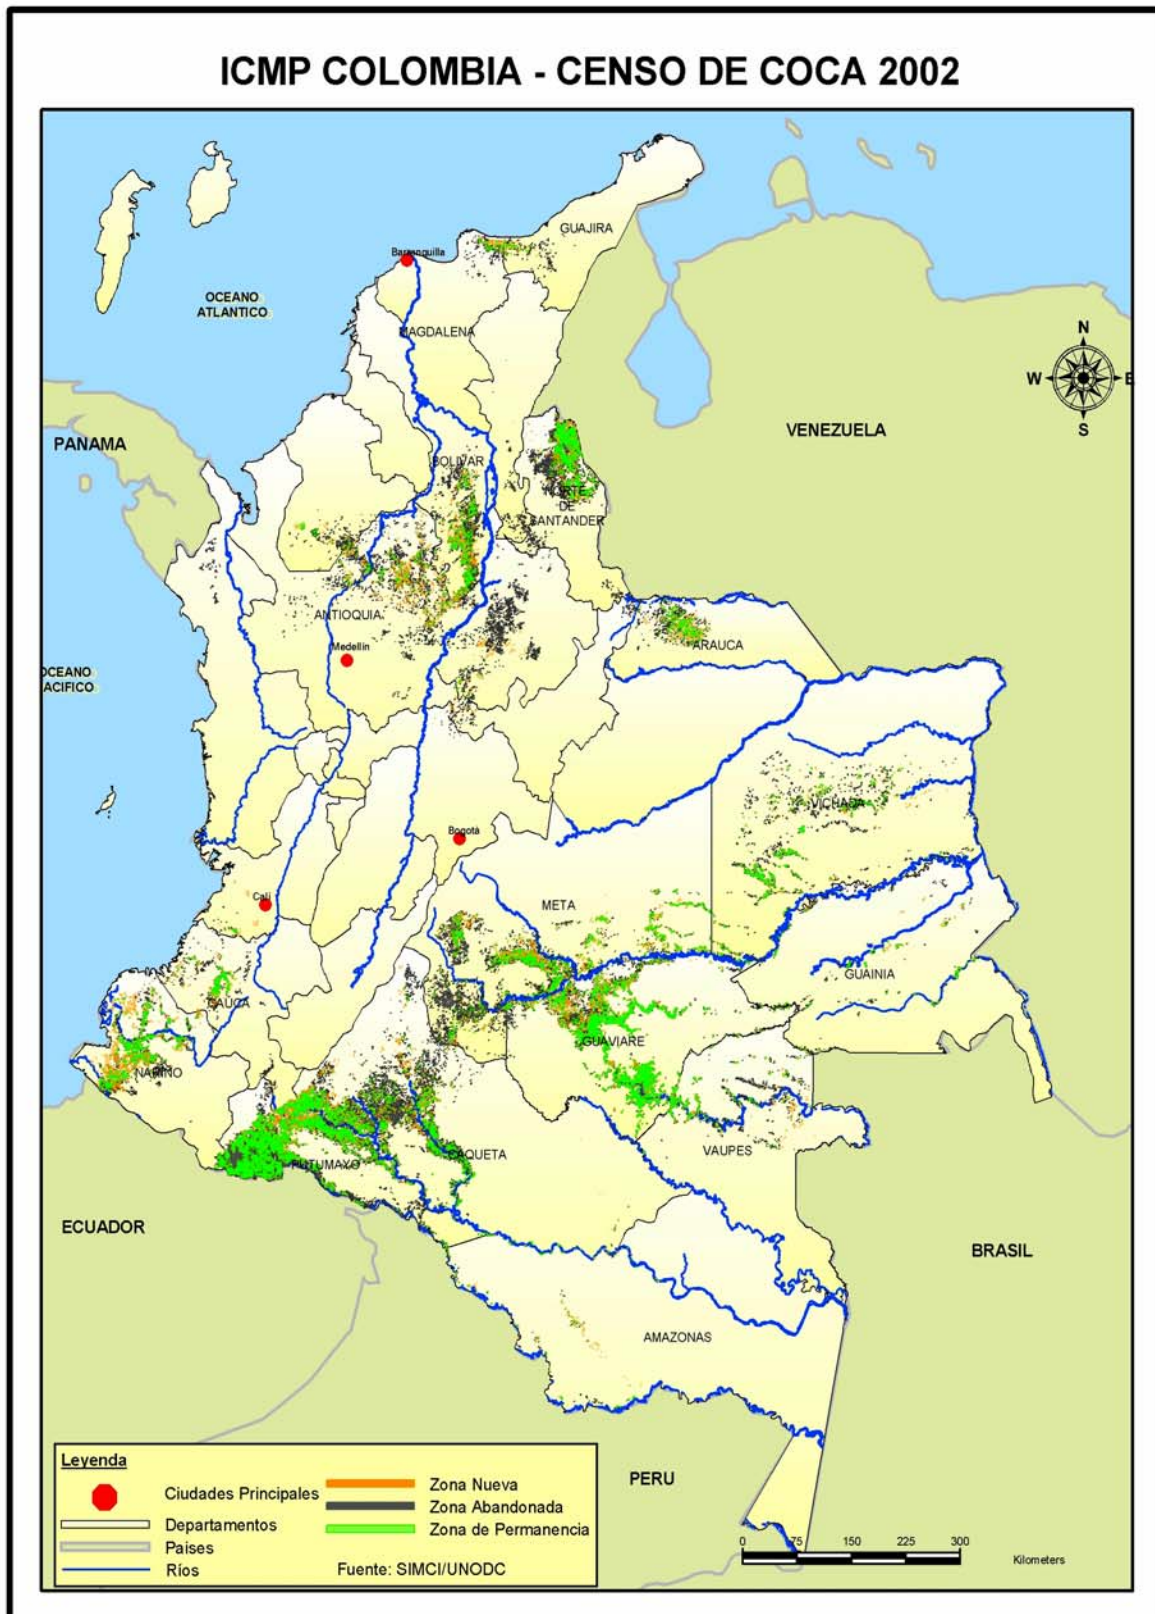 ICMP COLOMBIA - CENSO DE COCA 2002
GUAJIRA
Barranquilla
OCEANO
ATLANTICO
MAGDALENA
N
W
E
S
PANAMA
VENEZUELA
BOLIVAR
NORTE
DE
SANTANDER
ANTIOQUIA
Medellín
ARAUCA
OCEANO
ACIFICO
VICHADA
Bogotá
Cali
META
GUAINIA
CAUCA
GUAVIARE
NARIÑO
VAUPES
CAQUETA
PUTUMAYO
ECUADOR
BRASIL
AMAZONAS
PERU
Leyenda
Ciudades Principales
Departamentos
Paises
Ríos
Zona Nueva
Zona Abandonada
Zona de Permanencia
Fuente: SIMCI/UNODC
0 75 150 225 300
Kilometers